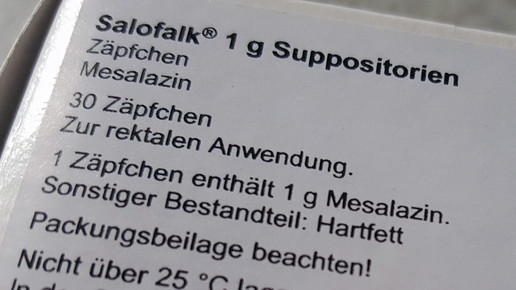 Salofalk® 1 g Suppositorien
Zäpfchen
Mesalazin
30 Zäpfchen
Zur rektalen Anwendung.
1 Zäpfchen enthält 1 g Mesalazin.
Sonstiger Bestandteil: Hartfett
Packungsbeilage beachten!
Nicht über 25 °C
In